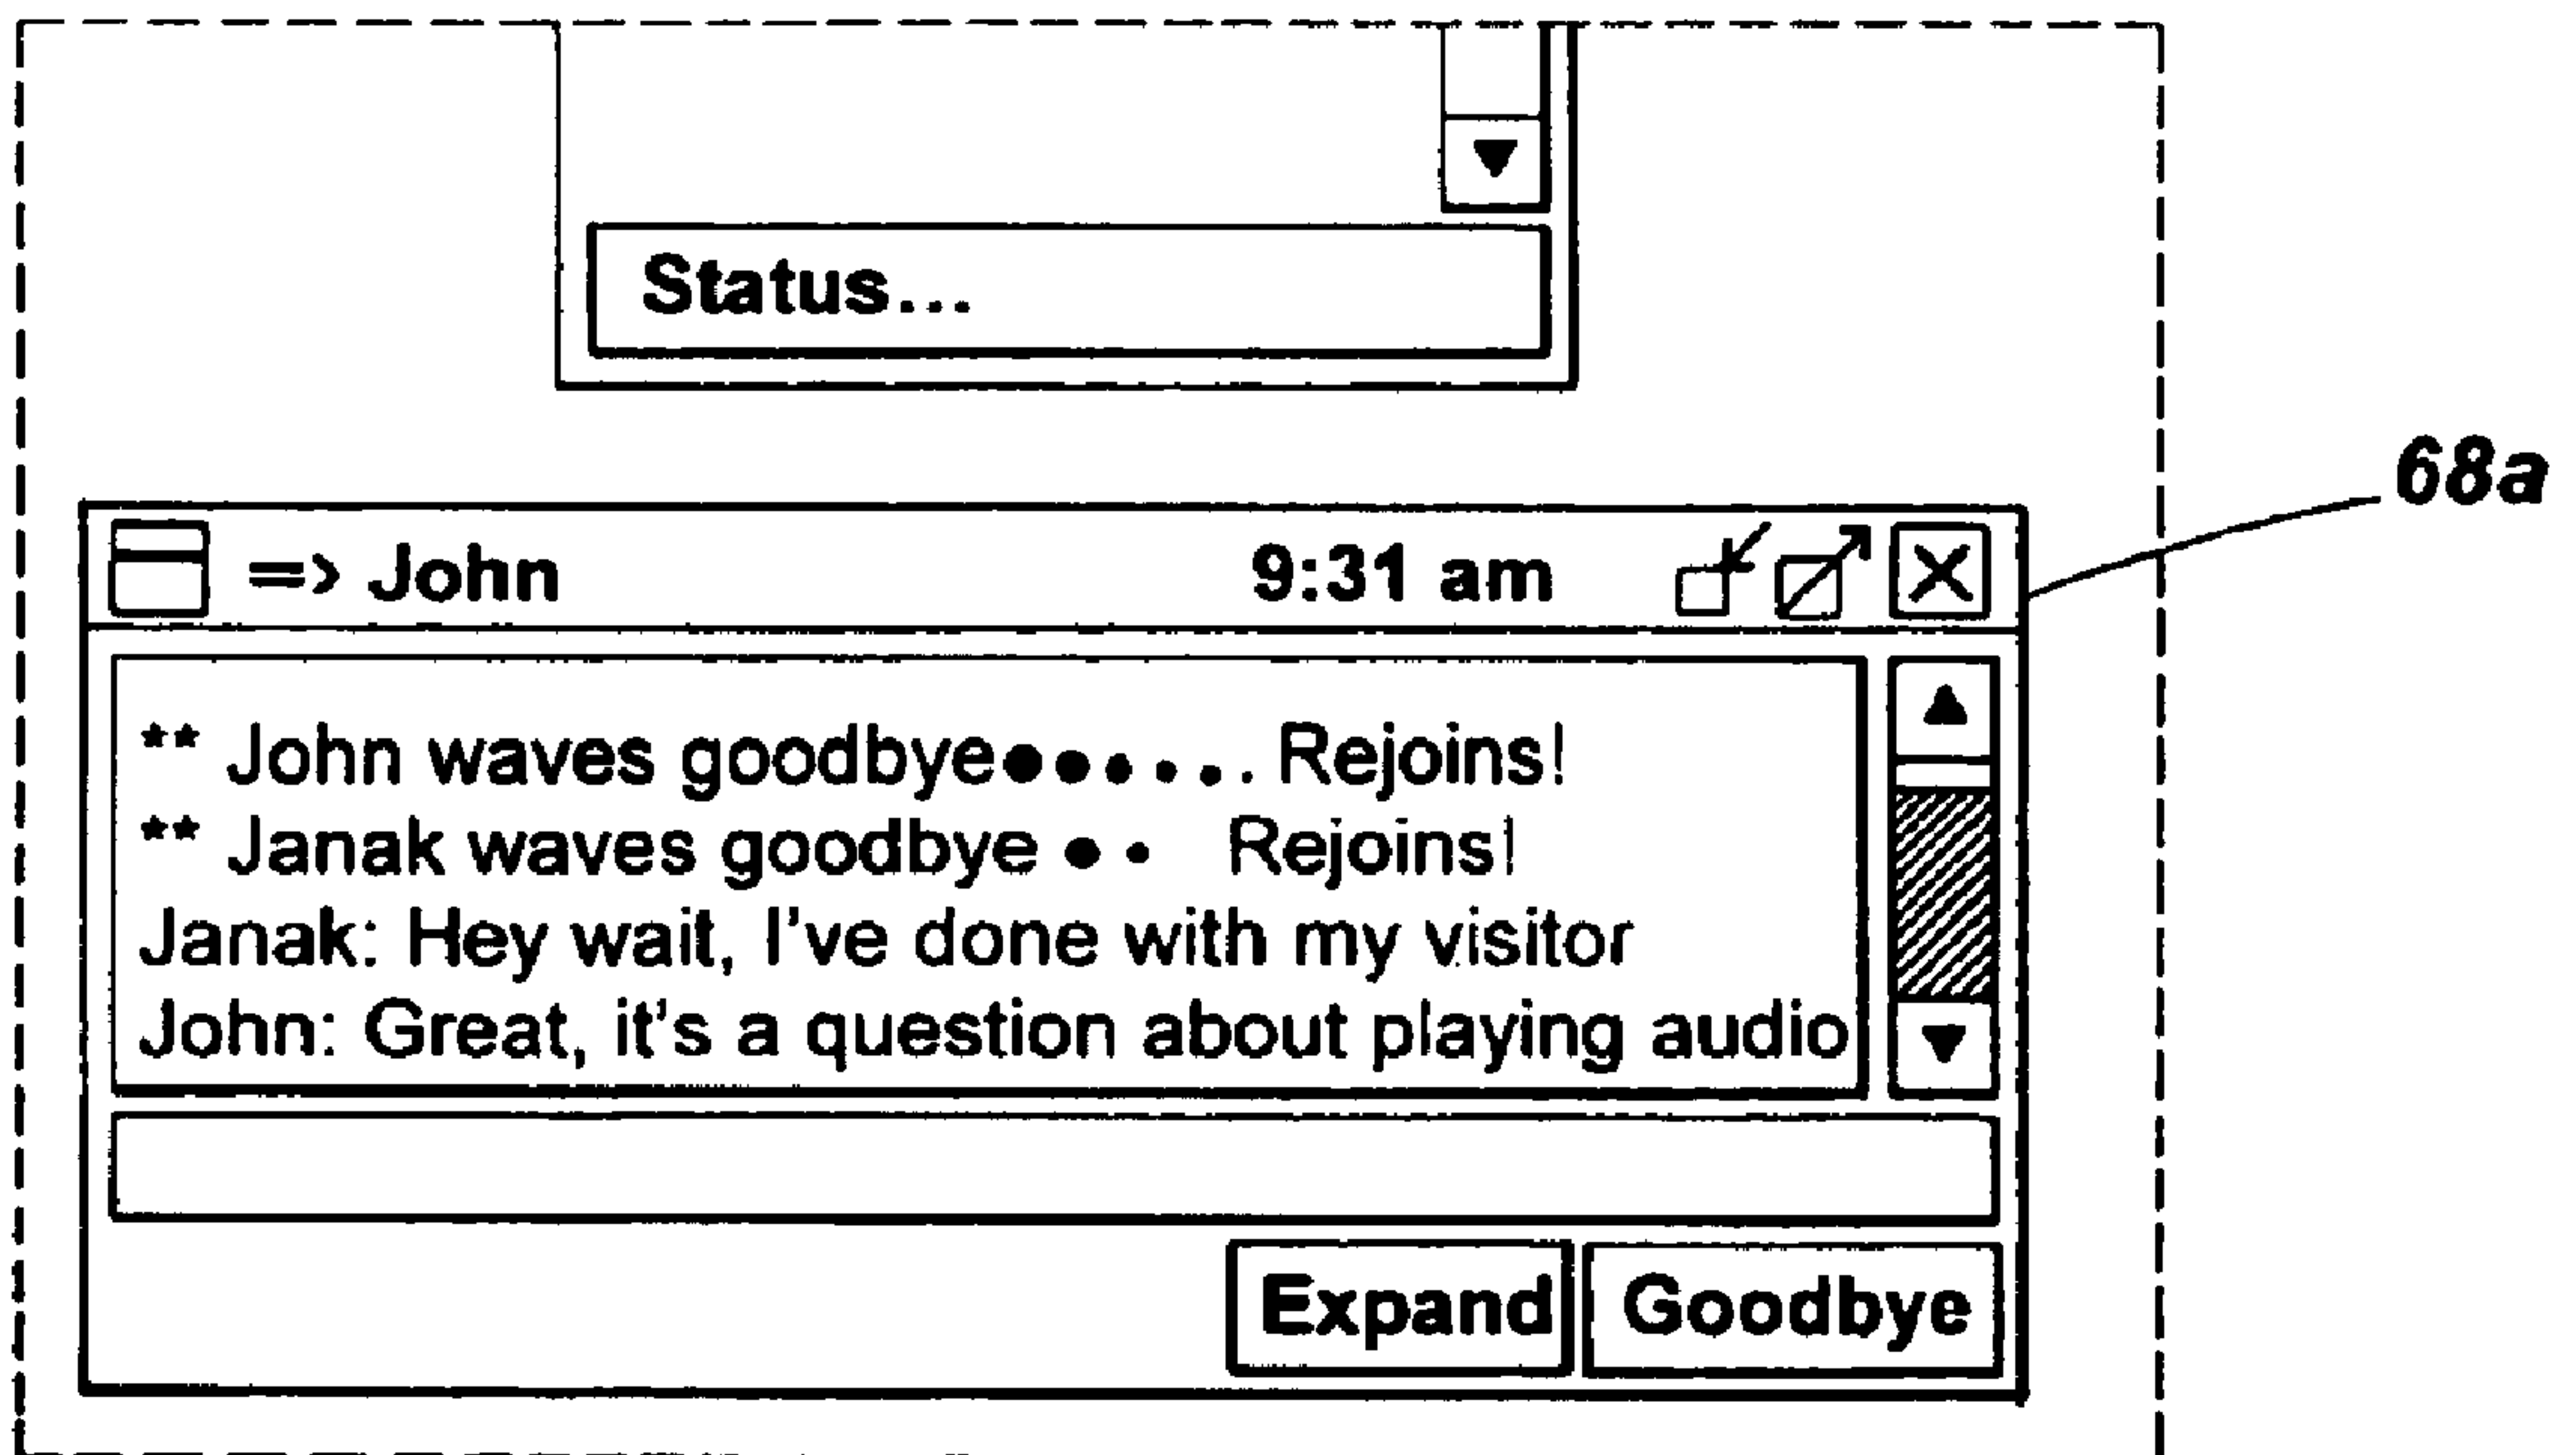 Status...
68a
=> John 9:31 am
** John waves goodbye●●●••. Rejoins!
** Janak waves goodbye ● • Rejoins!
Janak: Hey wait, I've done with my visitor
John: Great, it's a question about playing audio
Expand Goodbye